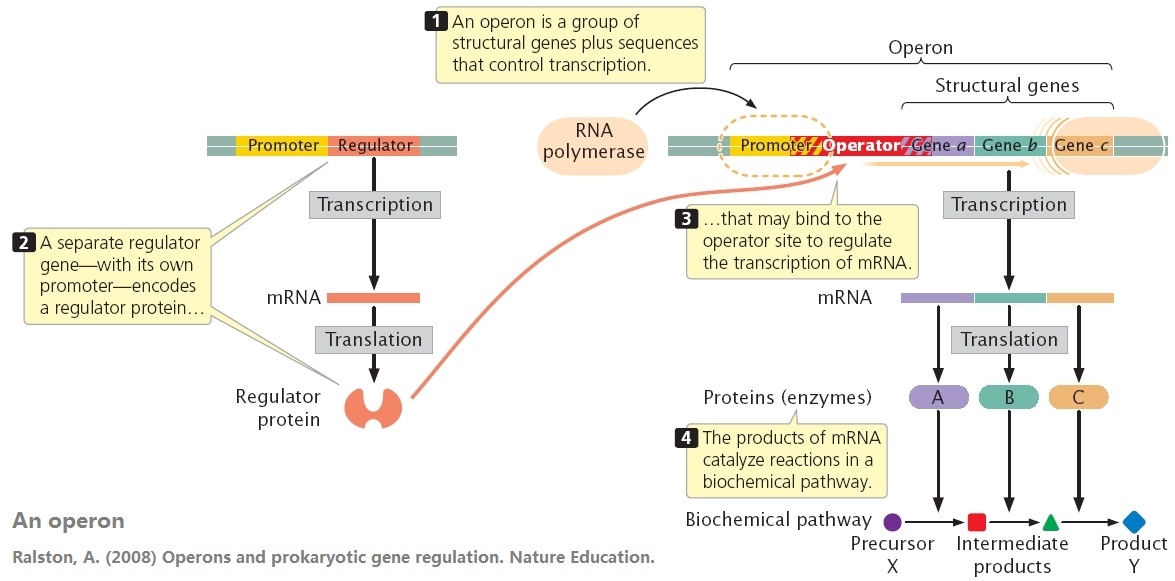 1 An operon is a group of
structural genes plus sequences
that control transcription.
Operon
Structural genes
RNA
polymerase
Promoter Regulator
Promoter Operator Gene a Gene b Gene c
Transcription
Transcription
2 A separate regulator
gene—with its own
promoter—encodes
a regulator protein…
3 …that may bind to the
operator site to regulate
the transcription of mRNA.
mRNA
mRNA
Translation
Translation
Regulator
protein
Proteins (enzymes)
A B C
4 The products of mRNA
catalyze reactions in a
biochemical pathway.
Biochemical pathway
Precursor
X
Intermediate
products
Product
Y
An operon
Ralston, A. (2008) Operons and prokaryotic gene regulation. Nature Education.